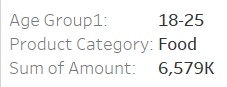 Age Group1: 18-25
Product Category: Food
Sum of Amount: 6,579K